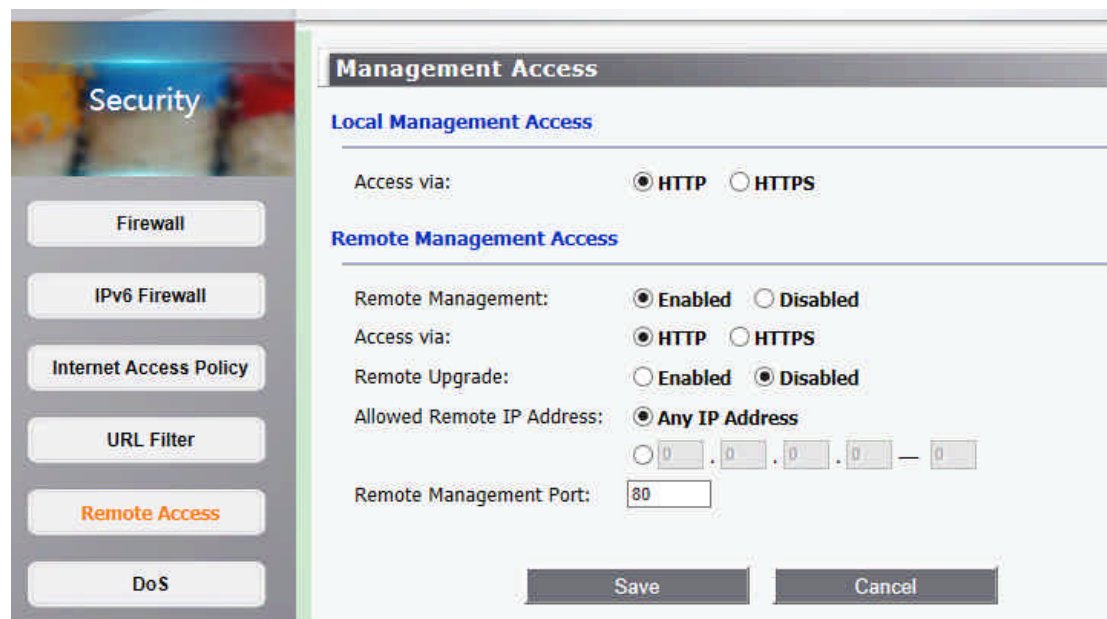 Security
Firewall
IPv6 Firewall
Internet Access Policy
URL Filter
Remote Access
DoS
Management Access
Local Management Access
Access via: HTTP HTTPS
Remote Management Access
Remote Management: Enabled Disabled
Access via: HTTP HTTPS
Remote Upgrade: Enabled Disabled
Allowed Remote IP Address: Any IP Address
0 . 0 . 0 . 0 — 0
Remote Management Port: 80
Save Cancel